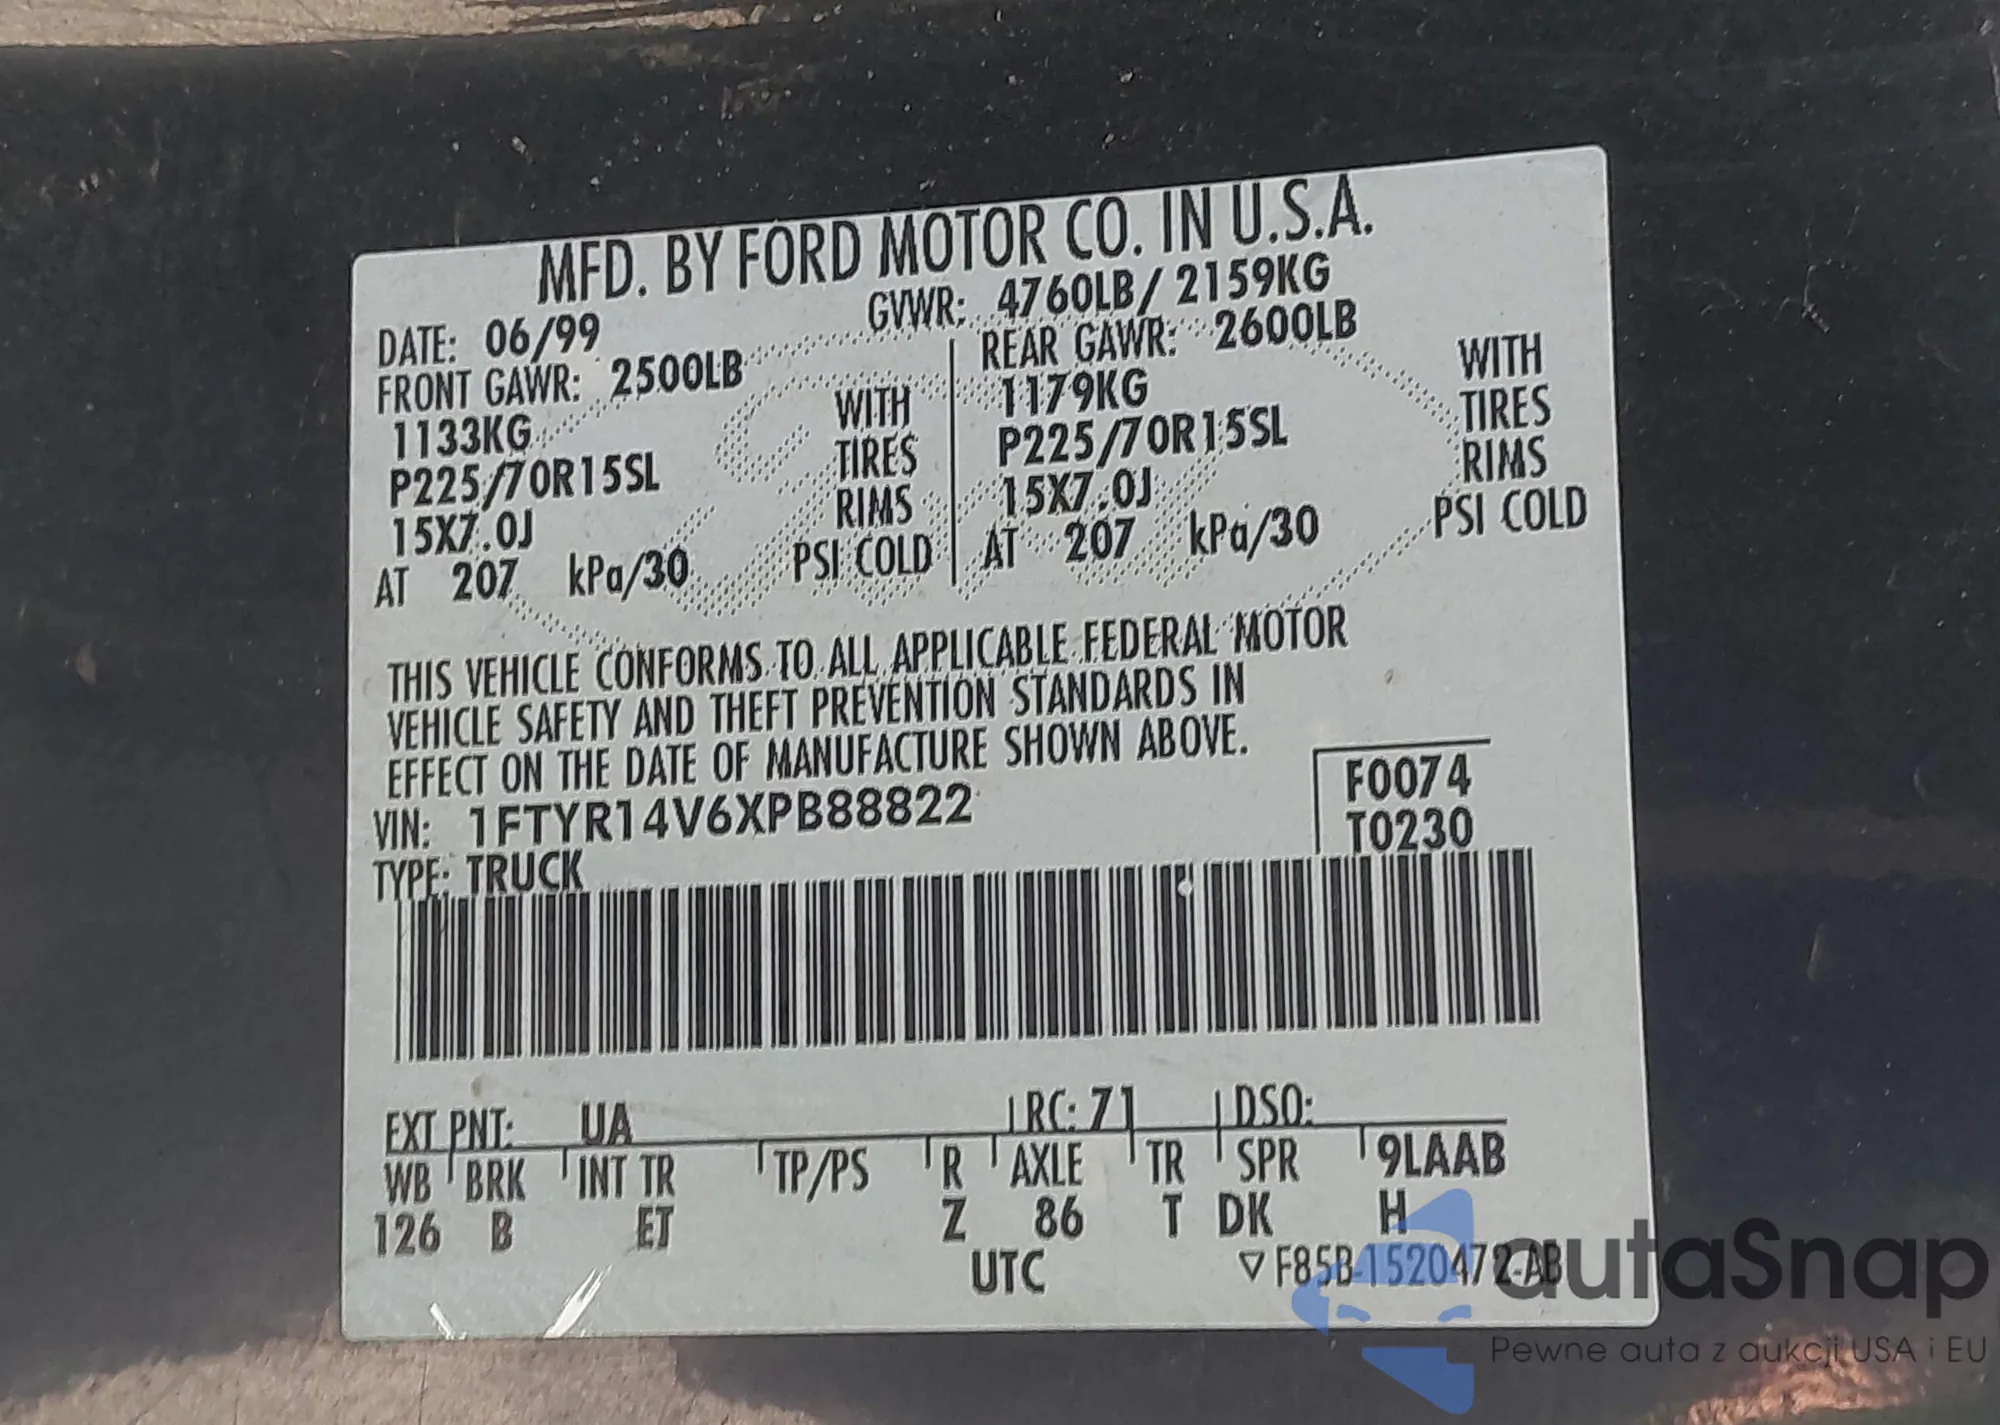 MFD. BY FORD MOTOR CO. IN U.S.A.
DATE: 06/99 GVWR: 4760LB/2159KG
FRONT GAWR: 2500LB REAR GAWR: 2600LB
1133KG WITH 1179KG WITH
P225/70R15SL TIRES P225/70R15SL TIRES
15X7.0J RIMS 15X7.0J RIMS
AT 207 kPa/30 PSI COLD AT 207 kPa/30 PSI COLD
THIS VEHICLE CONFORMS TO ALL APPLICABLE FEDERAL MOTOR
VEHICLE SAFETY AND THEFT PREVENTION STANDARDS IN
EFFECT ON THE DATE OF MANUFACTURE SHOWN ABOVE.
VIN: 1FTYR14V6XPB88822 F0074
TYPE: TRUCK T0230
EXT PNT: UA RC: 71 DSO:
WB BRK INT TR TP/PS R AXLE TR SPR 9LAAB
126 B ET Z 86 T DK H
UTC ▽ F85B-1520472-AB
autaSnap
Pewne auta z aukcji USA i EU